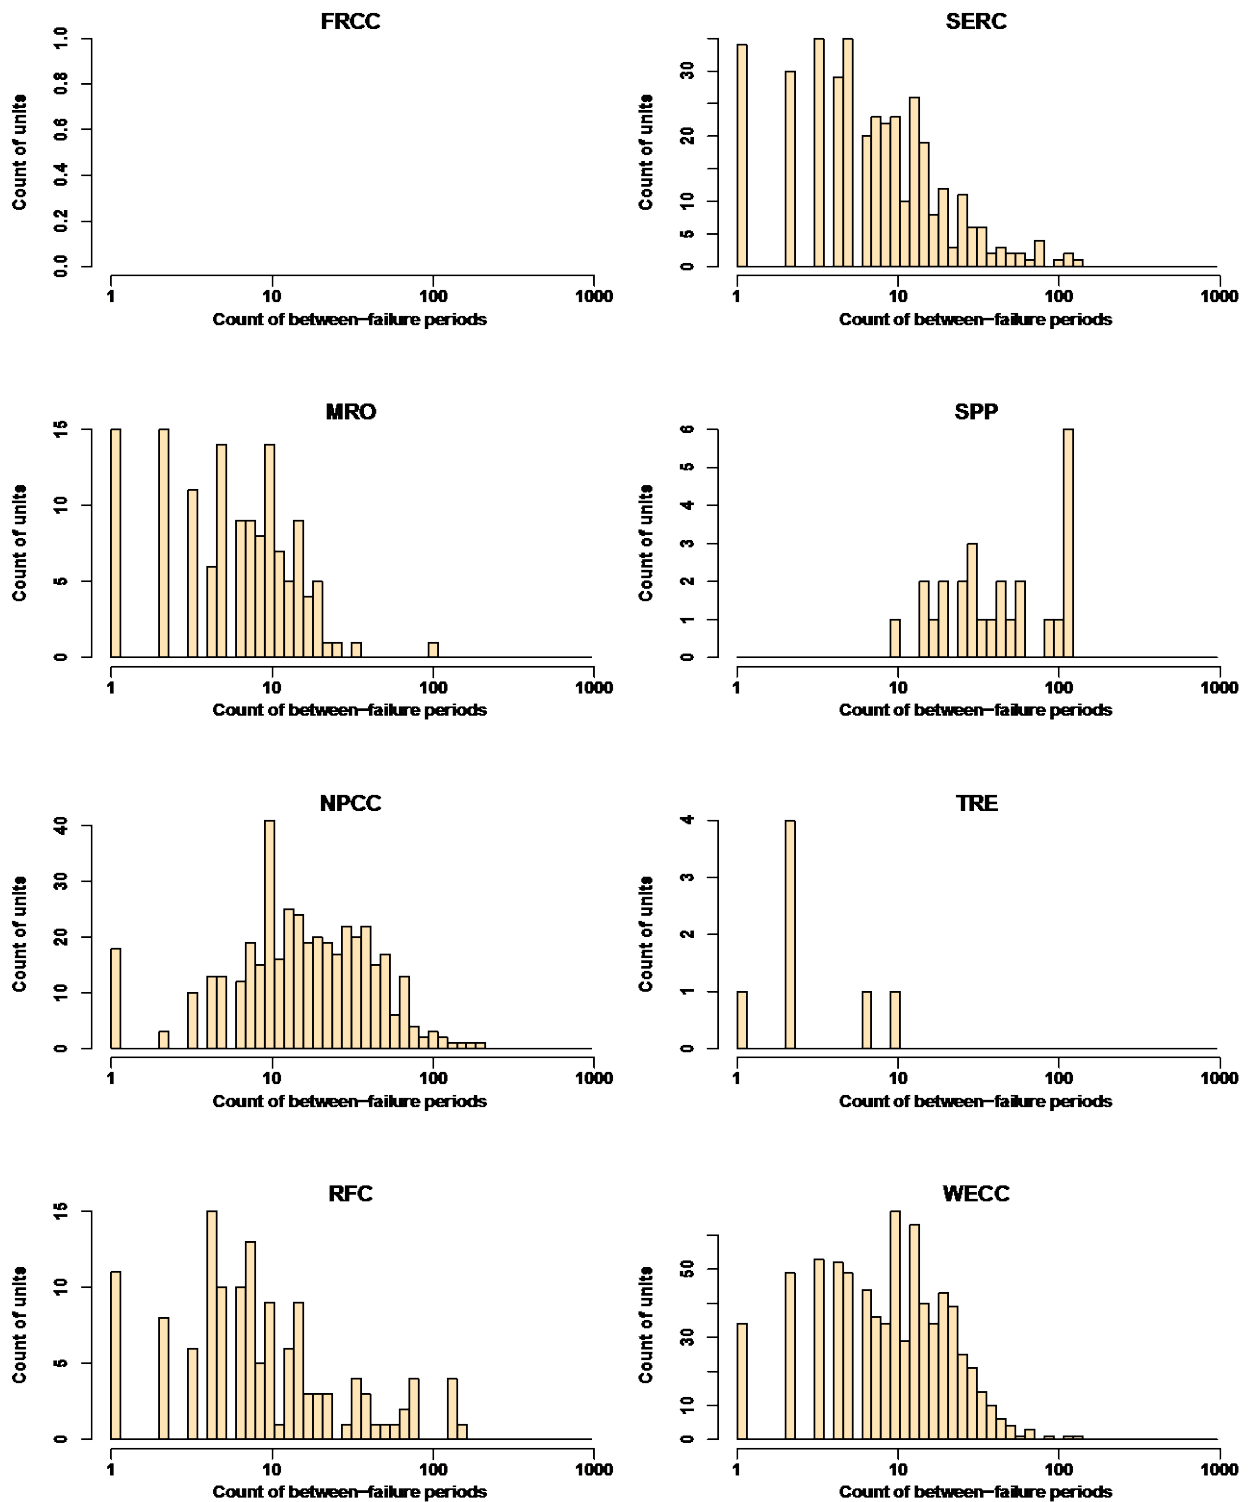 FRCC
Count of units
0.0 0.2 0.4 0.6 0.8 1.0
1 10 100 1000
Count of between-failure periods
SERC
Count of units
0 5 10 20 30
1 10 100 1000
Count of between-failure periods
MRO
Count of units
0 5 10 15
1 10 100 1000
Count of between-failure periods
SPP
Count of units
0 1 2 3 4 5 6
1 10 100 1000
Count of between-failure periods
NPCC
Count of units
0 10 20 30 40
1 10 100 1000
Count of between-failure periods
TRE
Count of units
0 1 2 3 4
1 10 100 1000
Count of between-failure periods
RFC
Count of units
0 5 10 15
1 10 100 1000
Count of between-failure periods
WECC
Count of units
0 10 30 50
1 10 100 1000
Count of between-failure periods